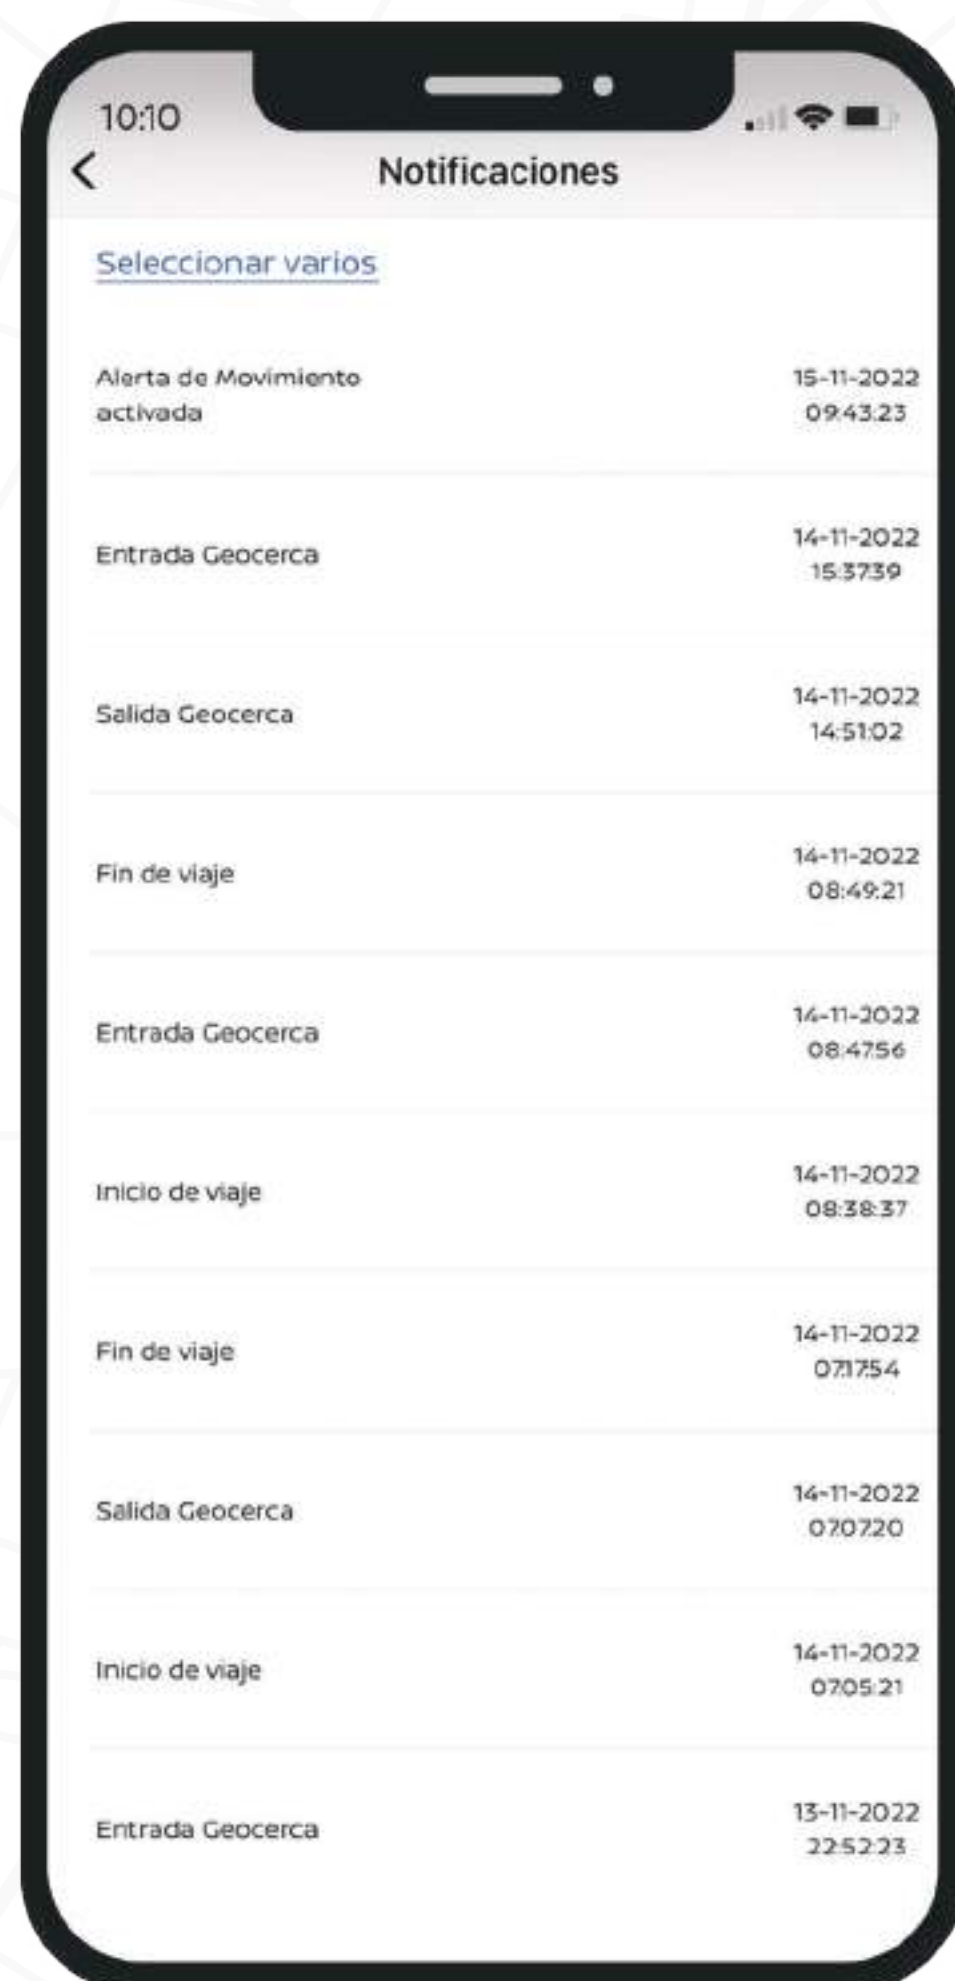 10:10
Notificaciones
Seleccionar varios
Alerta de Movimiento
activada
15-11-2022
09:43:23
Entrada Geocerca
14-11-2022
15:37:39
Salida Geocerca
14-11-2022
14:51:02
Fin de viaje
14-11-2022
08:49:21
Entrada Geocerca
14-11-2022
08:47:56
Inicio de viaje
14-11-2022
08:38:37
Fin de viaje
14-11-2022
07:17:54
Salida Geocerca
14-11-2022
07:07:20
Inicio de viaje
14-11-2022
07:05:21
Entrada Geocerca
13-11-2022
22:52:23